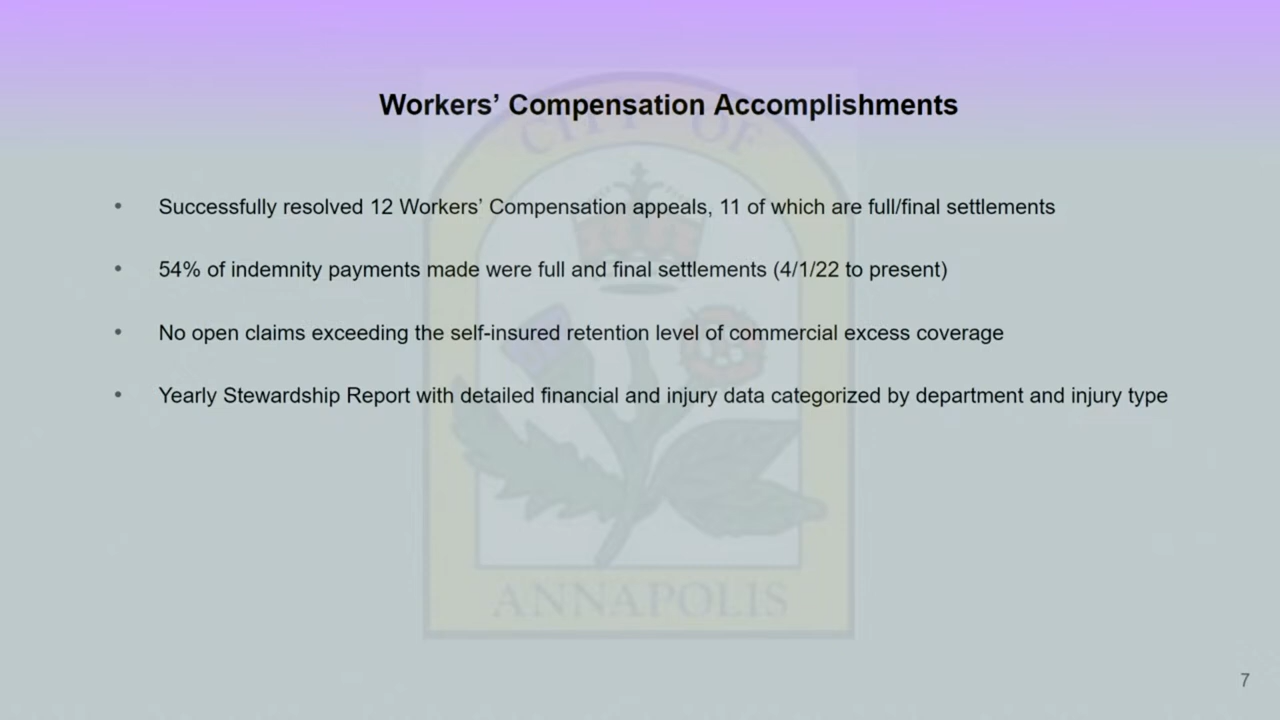 Workers’ Compensation Accomplishments
• Successfully resolved 12 Workers’ Compensation appeals, 11 of which are full/final settlements
• 54% of indemnity payments made were full and final settlements (4/1/22 to present)
• No open claims exceeding the self-insured retention level of commercial excess coverage
• Yearly Stewardship Report with detailed financial and injury data categorized by department and injury type
CITY OF
ANNAPOLIS
7